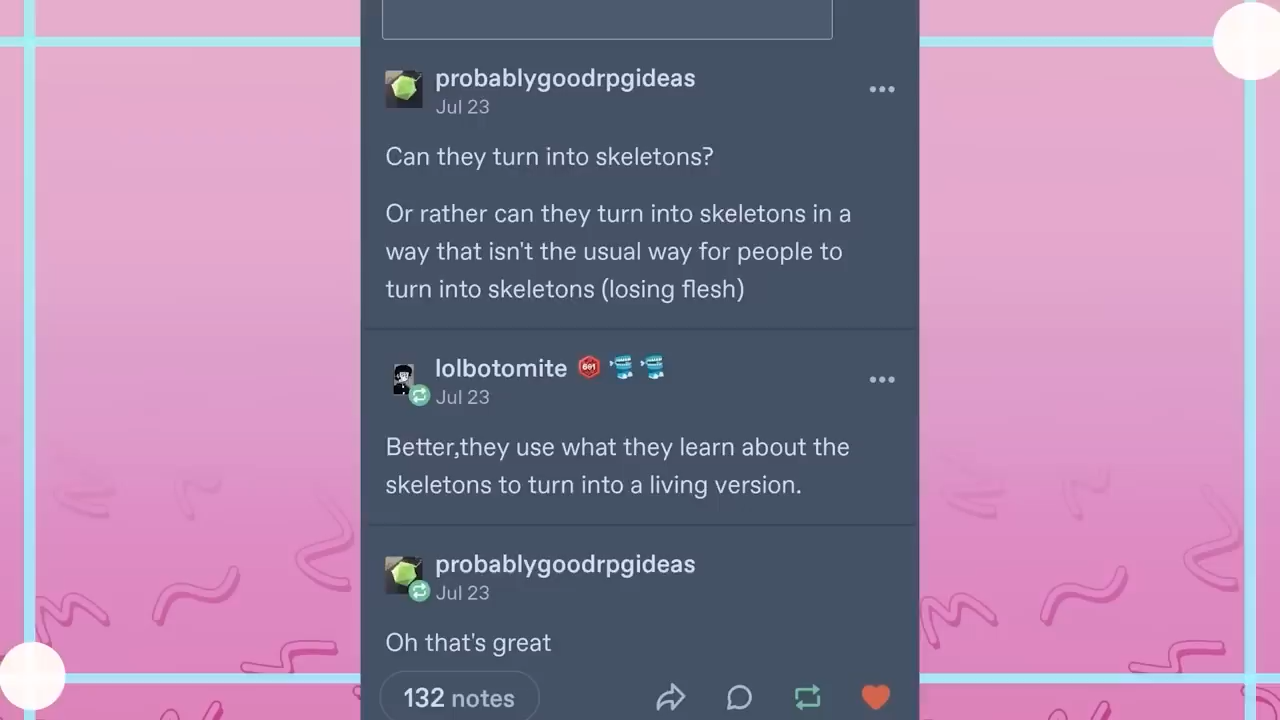 probablygoodrpgideas
Jul 23
Can they turn into skeletons?
Or rather can they turn into skeletons in a
way that isn't the usual way for people to
turn into skeletons (losing flesh)
lolbotomite
Jul 23
Better,they use what they learn about the
skeletons to turn into a living version.
probablygoodrpgideas
Jul 23
Oh that's great
132 notes